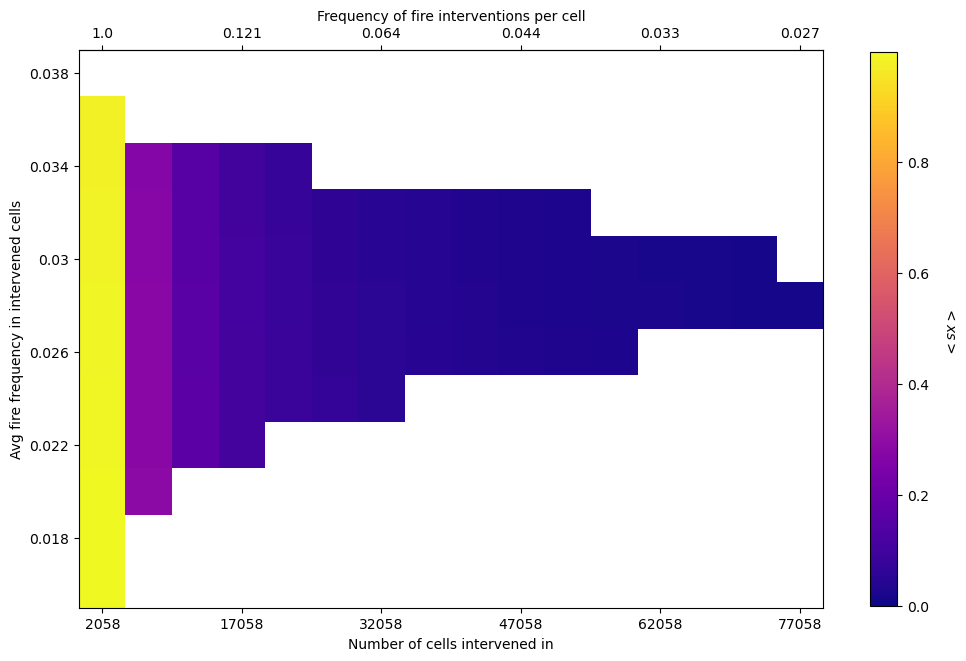 Frequency of fire interventions per cell
1.0 0.121 0.064 0.044 0.033 0.027
Avg fire frequency in intervened cells
0.038
0.034
0.03
0.026
0.022
0.018
2058 17058 32058 47058 62058 77058
Number of cells intervened in
0.8
0.6
0.4
0.2
0.0
< xs >